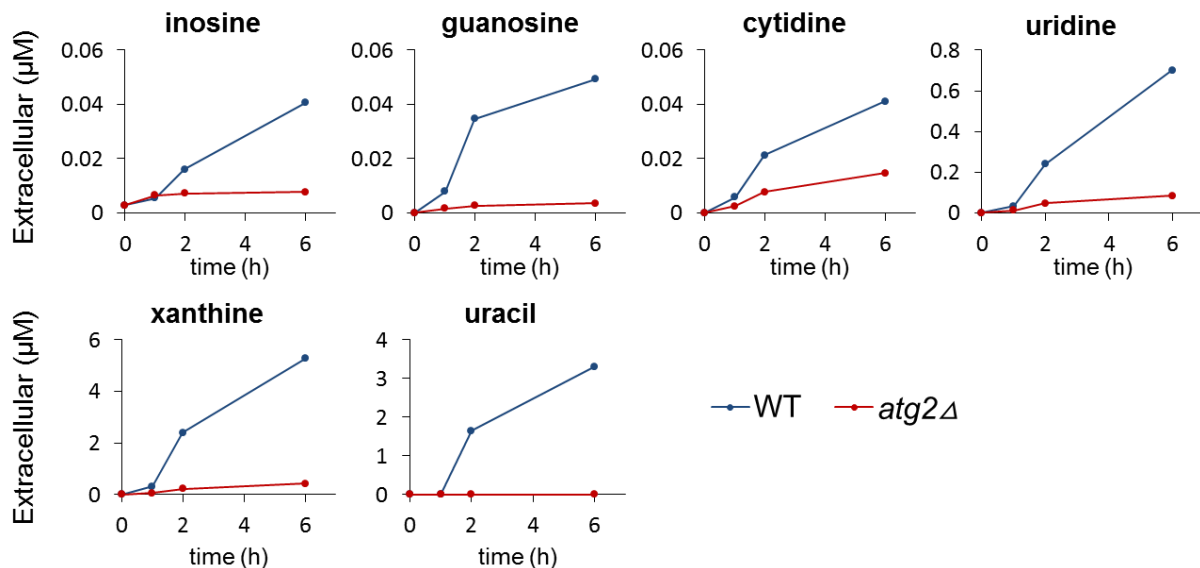 inosine
guanosine
cytidine
uridine
Extracellular (µM)
0.06
0.04
0.02
0
0 2 4 6
time (h)
0.06
0.04
0.02
0
0 2 4 6
time (h)
0.06
0.04
0.02
0
0 2 4 6
time (h)
0.8
0.6
0.4
0.2
0
0 2 4 6
time (h)
xanthine
uracil
Extracellular (µM)
6
4
2
0
0 2 4 6
time (h)
4
3
2
1
0
0 2 4 6
time (h)
WT
atg2Δ